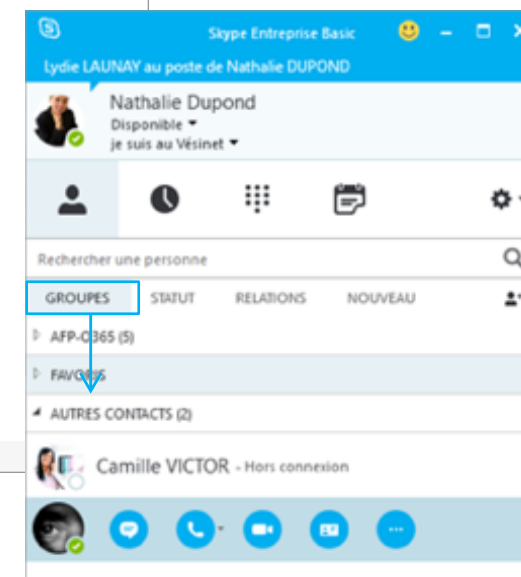 Skype Entreprise Basic
Lydie LAUNAY au poste de Nathalie DUPOND
Nathalie Dupond
Disponible
je suis au Vésinet
Rechercher une personne
GROUPES STATUT RELATIONS NOUVEAU
AFP-O365 (5)
FAVORIS
AUTRES CONTACTS (2)
Camille VICTOR - Hors connexion